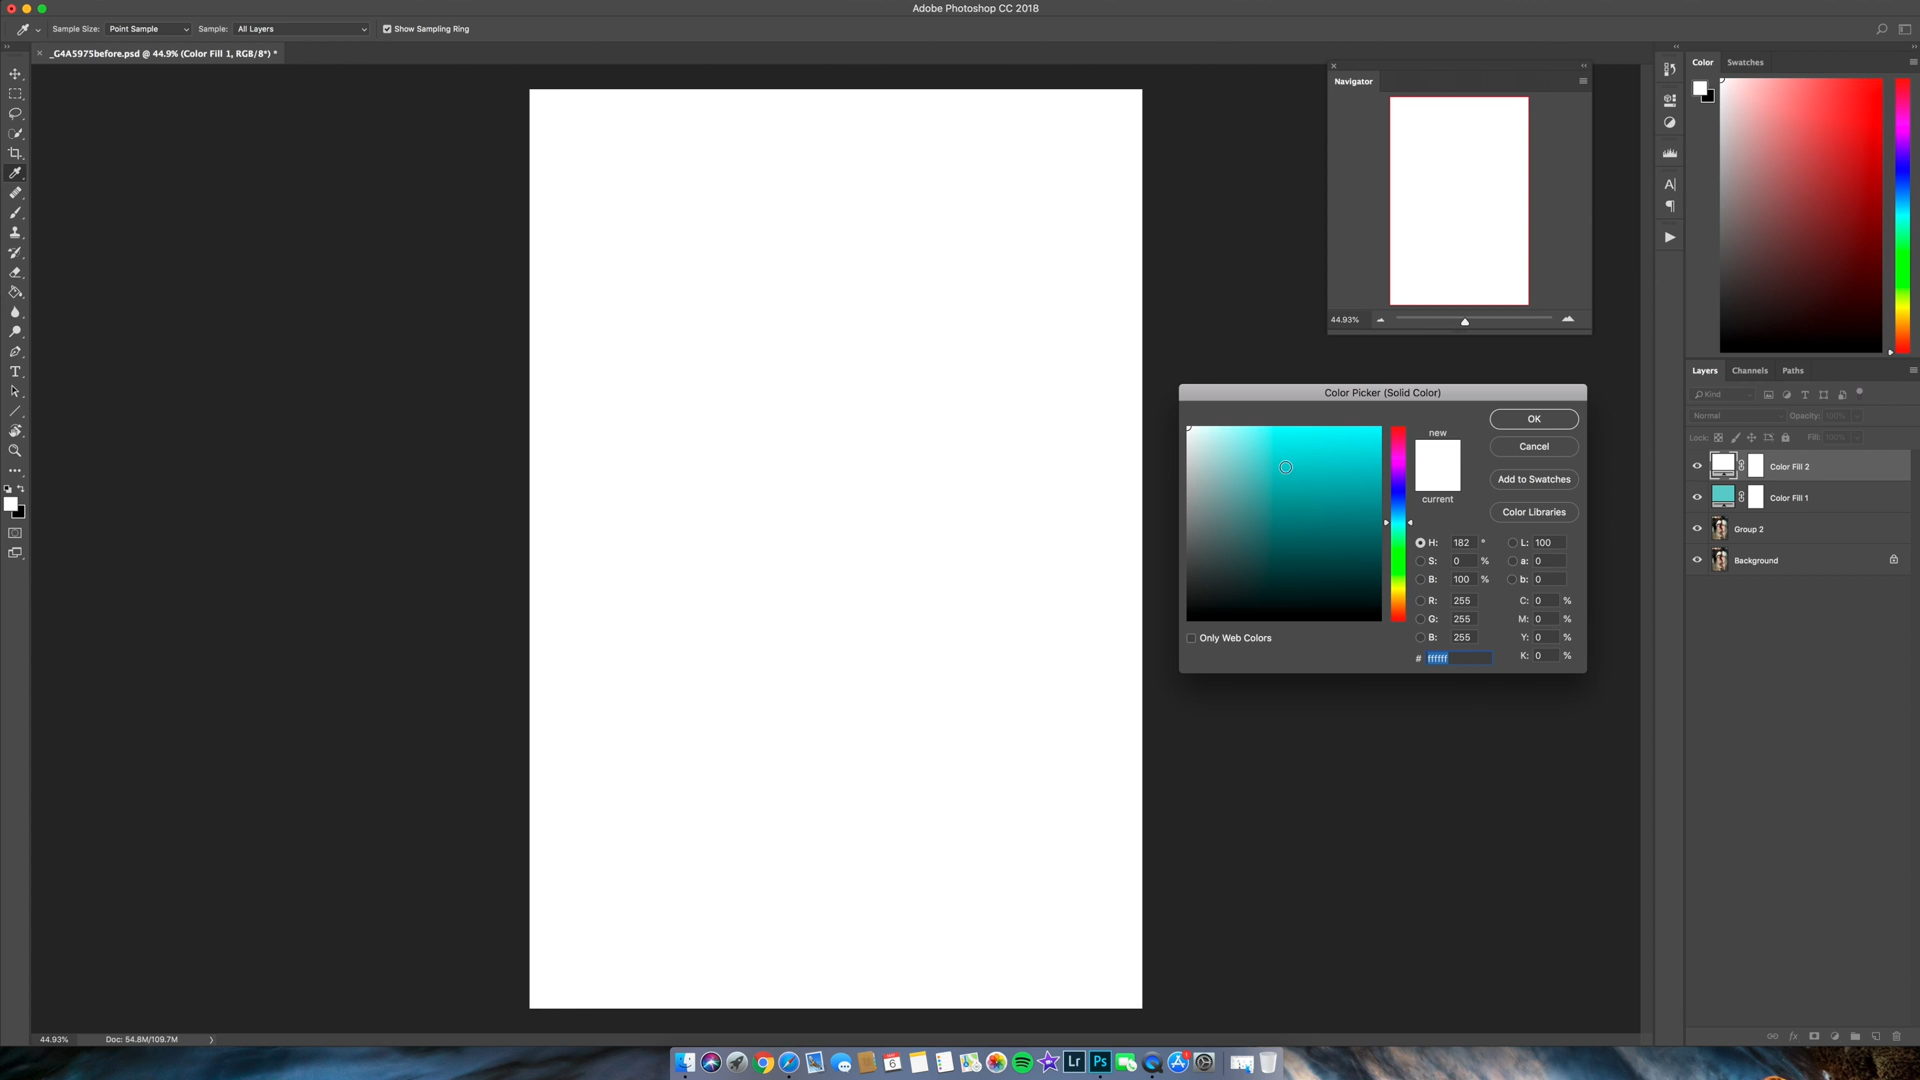 Adobe Photoshop CC 2018
Sample Size: Point Sample Sample: All Layers Show Sampling Ring
_G4A5975before.psd @ 44.9% (Color Fill 1, RGB/8*) *
Color Swatches
Navigator
44.93%
Layers Channels Paths
Kind
Normal Opacity: 100%
Lock: Fill: 100%
Color Fill 2
Color Fill 1
Group 2
Background
Color Picker (Solid Color)
new
current
OK
Cancel
Add to Swatches
Color Libraries
H: 182 ° L: 100
S: 0 % a: 0
B: 100 % b: 0
R: 255 C: 0 %
G: 255 M: 0 %
B: 255 Y: 0 %
# ffffff K: 0 %
Only Web Colors
44.93% Doc: 54.8M/109.7M
6
Lr
Ps